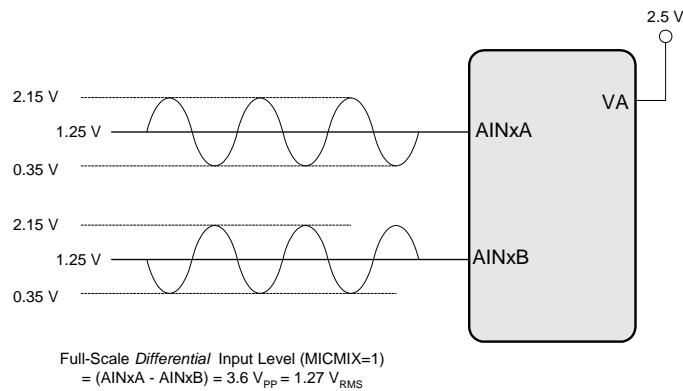 2.5 V
VA
2.15 V
1.25 V
AINxA
0.35 V
2.15 V
1.25 V
AINxB
0.35 V
Full-Scale Differential Input Level (MICMIX=1)
= (AINxA - AINxB) = 3.6 VPP = 1.27 VRMS